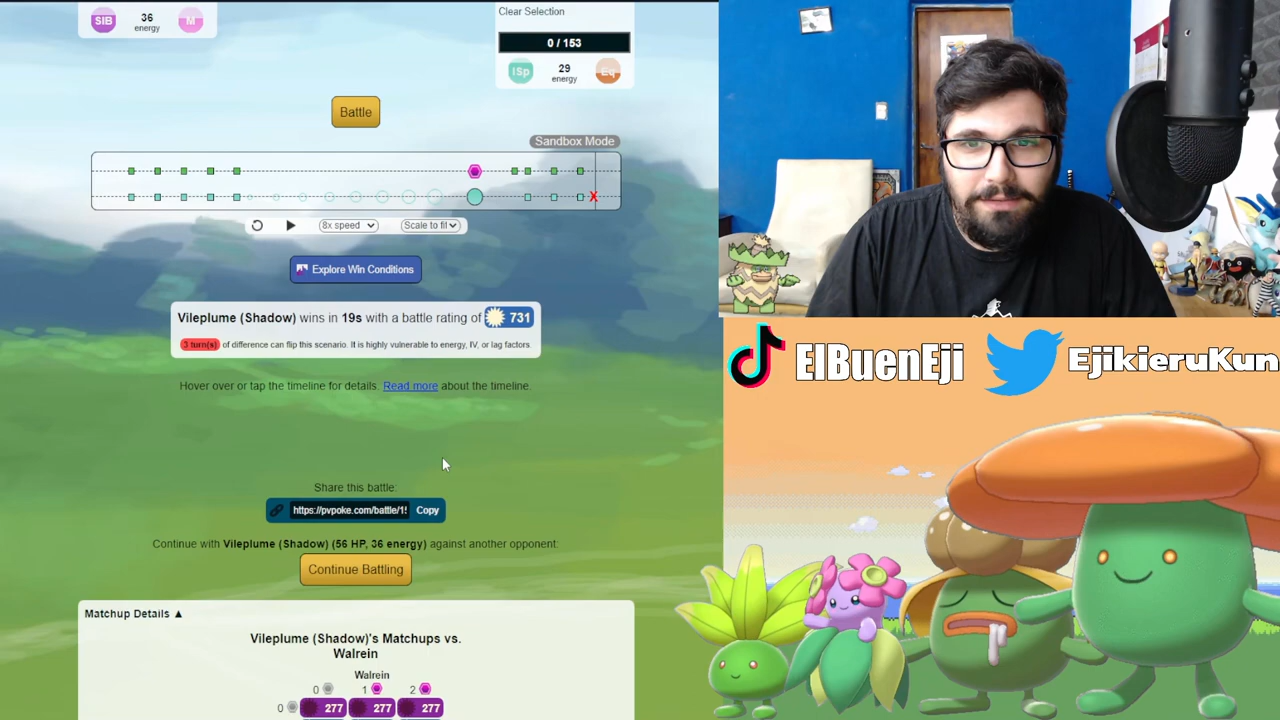 SlB
36
energy
M
Clear Selection
0 / 153
ISp
29
energy
Eq
Battle
Sandbox Mode
X
8x speed
Scale to fit
Explore Win Conditions
Vileplume (Shadow) wins in 19s with a battle rating of 731
3 turn(s) of difference can flip this scenario. It is highly vulnerable to energy, IV, or lag factors.
Hover over or tap the timeline for details. Read more about the timeline.
Share this battle:
https://pvpoke.com/battle/1! Copy
Continue with Vileplume (Shadow) (56 HP, 36 energy) against another opponent:
Continue Battling
Matchup Details ▲
Vileplume (Shadow)'s Matchups vs.
Walrein
Walrein
0 1 2
0 277 277 277
ElBuenEji
EjikieruKun